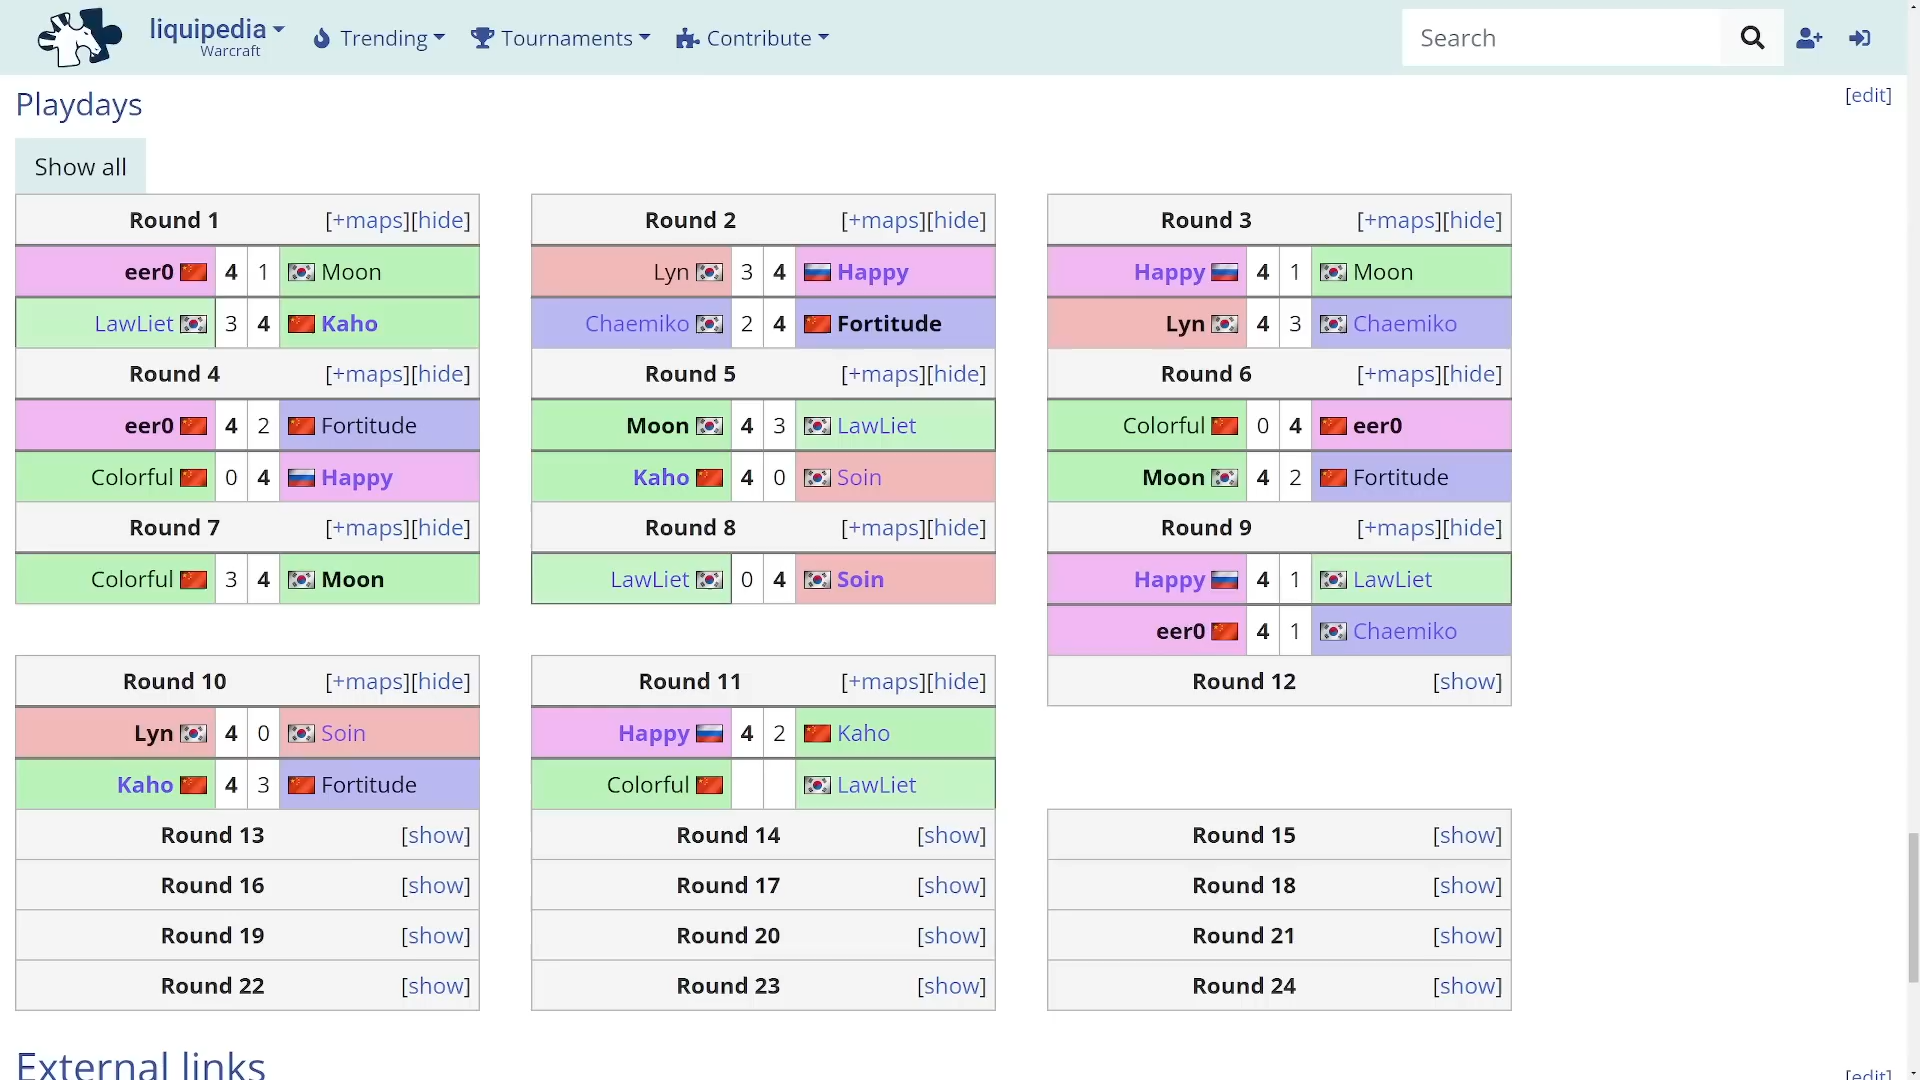 liquipedia
Warcraft
Trending
Tournaments
Contribute
Search
Playdays
[edit]
Show all
Round 1 [+maps][hide]
eer0 4 1 Moon
LawLiet 3 4 Kaho
Round 2 [+maps][hide]
Lyn 3 4 Happy
Chaemiko 2 4 Fortitude
Round 3 [+maps][hide]
Happy 4 1 Moon
Lyn 4 3 Chaemiko
Round 4 [+maps][hide]
eer0 4 2 Fortitude
Colorful 0 4 Happy
Round 5 [+maps][hide]
Moon 4 3 LawLiet
Kaho 4 0 Soin
Round 6 [+maps][hide]
Colorful 0 4 eer0
Moon 4 2 Fortitude
Round 7 [+maps][hide]
Colorful 3 4 Moon
Round 8 [+maps][hide]
LawLiet 0 4 Soin
Round 9 [+maps][hide]
Happy 4 1 LawLiet
eer0 4 1 Chaemiko
Round 10 [+maps][hide]
Lyn 4 0 Soin
Kaho 4 3 Fortitude
Round 11 [+maps][hide]
Happy 4 2 Kaho
Colorful LawLiet
Round 12 [show]
Round 13 [show]
Round 14 [show]
Round 15 [show]
Round 16 [show]
Round 17 [show]
Round 18 [show]
Round 19 [show]
Round 20 [show]
Round 21 [show]
Round 22 [show]
Round 23 [show]
Round 24 [show]
External links
[edit]